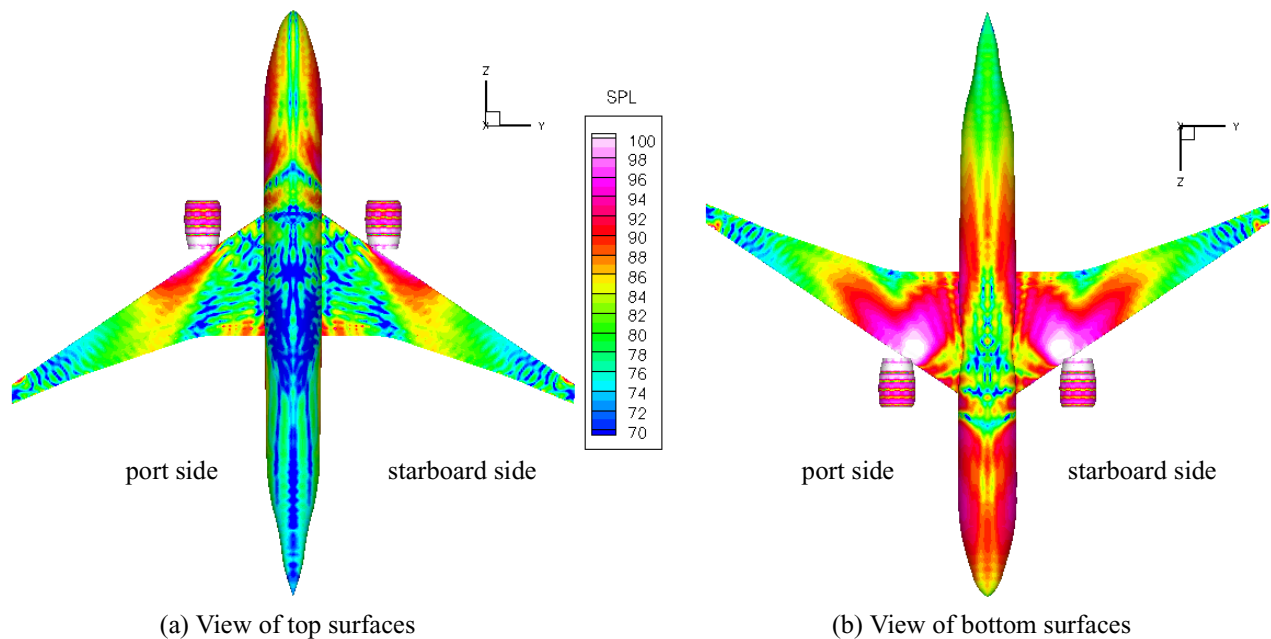 Z
X
Y
SPL
100
98
96
94
92
90
88
86
84
82
80
78
76
74
72
70
X
Y
Z
port side
starboard side
port side
starboard side
(a) View of top surfaces
(b) View of bottom surfaces